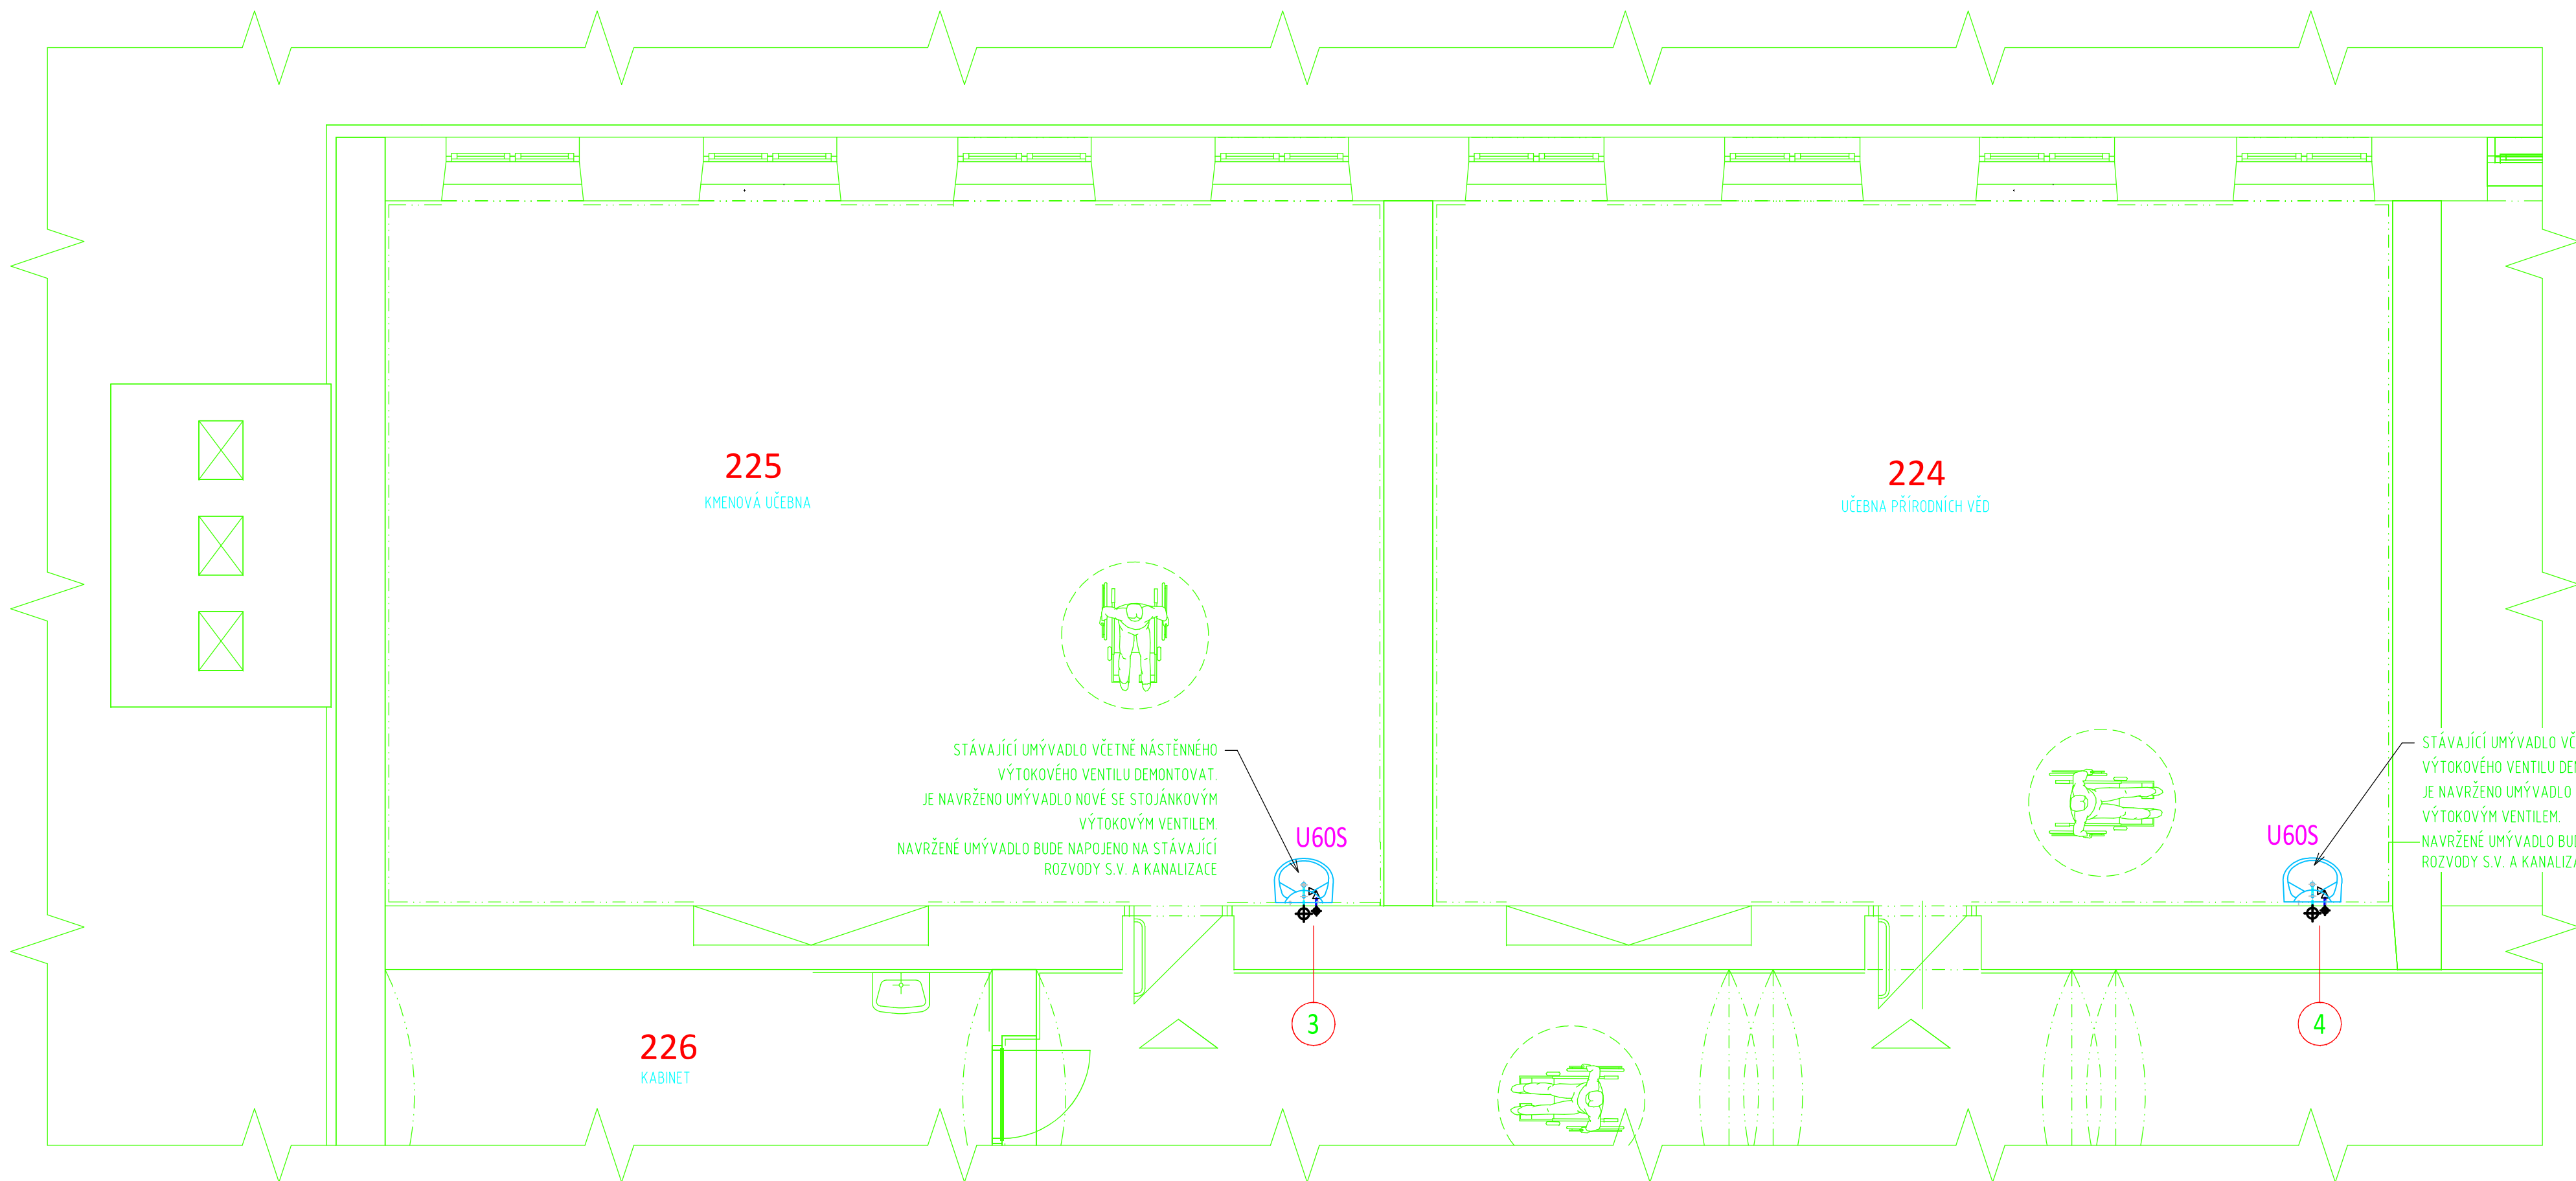 225
KMENOVÁ UČEBNA
224
UČEBNA PŘÍRODNÍCH VĚD
STÁVAJÍCÍ UMÝVADLO VČETNĚ NÁSTĚNNÉHO
VÝTOKOVÉHO VENTILU DEMONTOVAT.
JE NAVRŽENO UMÝVADLO NOVÉ SE STOJÁNKOVÝM
VÝTOKOVÝM VENTILEM.
NAVRŽENÉ UMÝVADLO BUDE NAPOJENO NA STÁVAJÍCÍ
ROZVODY S.V. A KANALIZACE
U60S
U60S
STÁVAJÍCÍ UMÝVADLO
VÝTOKOVÉHO VENTILU
JE NAVRŽENO UMÝVADLO
VÝTOKOVÝM VENTILEM.
NAVRŽENÉ UMÝVADLO
ROZVODY S.V. A
3
4
226
KABINET